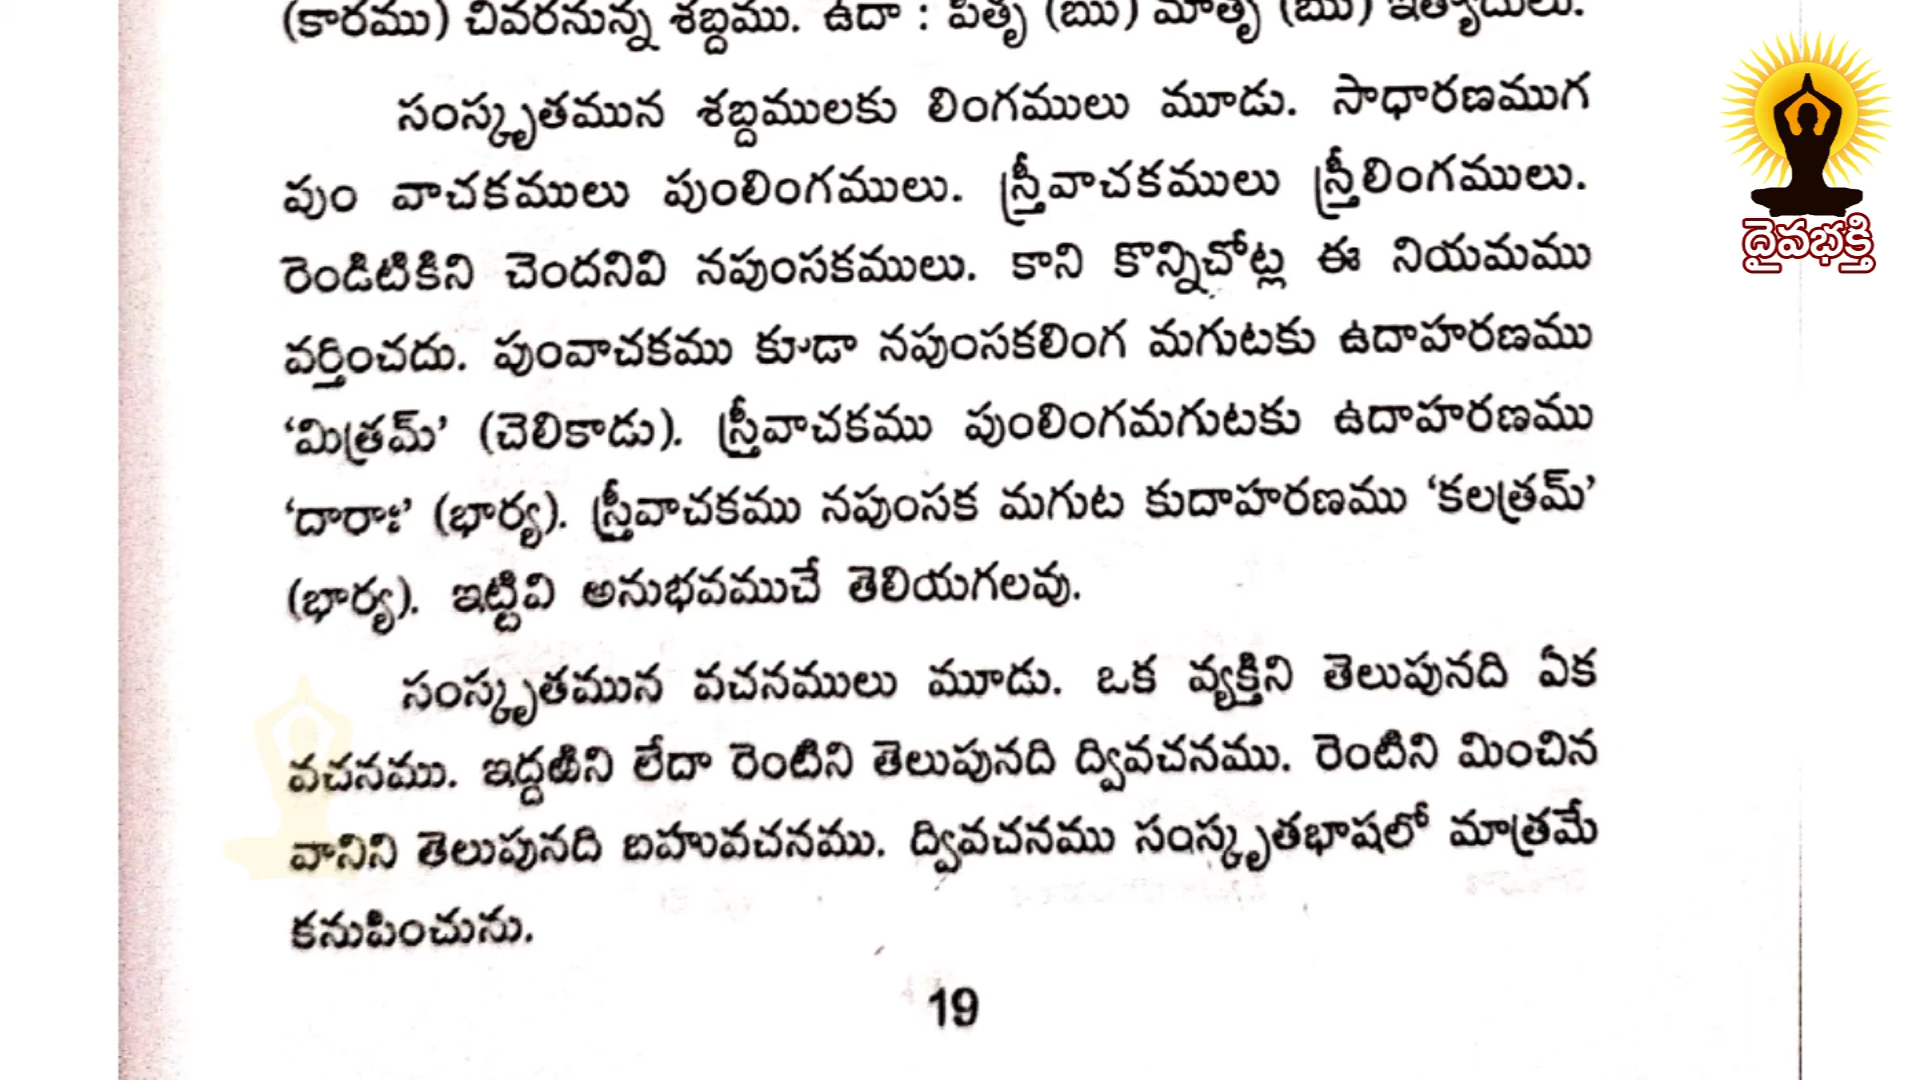 (కారము) చివరనున్న శబ్దము. ఉదా : పితృ (ఋ) మాతృ (ఋ) ఇత్యాదులు.
సంస్కృతమున శబ్దములకు లింగములు మూడు. సాధారణముగ
పుం వాచకములు పుంలింగములు. స్త్రీవాచకములు స్త్రీలింగములు.
రెండిటికిని చెందనివి నపుంసకములు. కాని కొన్నిచోట్ల ఈ నియమము
వర్తించదు. పుంవాచకము కూడా నపుంసకలింగ మగుటకు ఉదాహరణము
‘మిత్రమ్’ (చెలికాడు). స్త్రీవాచకము పుంలింగమగుటకు ఉదాహరణము
‘దారాః’ (భార్య). స్త్రీవాచకము నపుంసక మగుట కుదాహరణము ‘కలత్రమ్’
(భార్య). ఇట్టివి అనుభవముచే తెలియగలవు.
సంస్కృతమున వచనములు మూడు. ఒక వ్యక్తిని తెలుపునది ఏక
వచనము. ఇద్దఱిని లేదా రెంటిని తెలుపునది ద్వివచనము. రెంటిని మించిన
వానిని తెలుపునది బహువచనము. ద్వివచనము సంస్కృతభాషలో మాత్రమే
కనుపించును.
19
దైవభక్తి